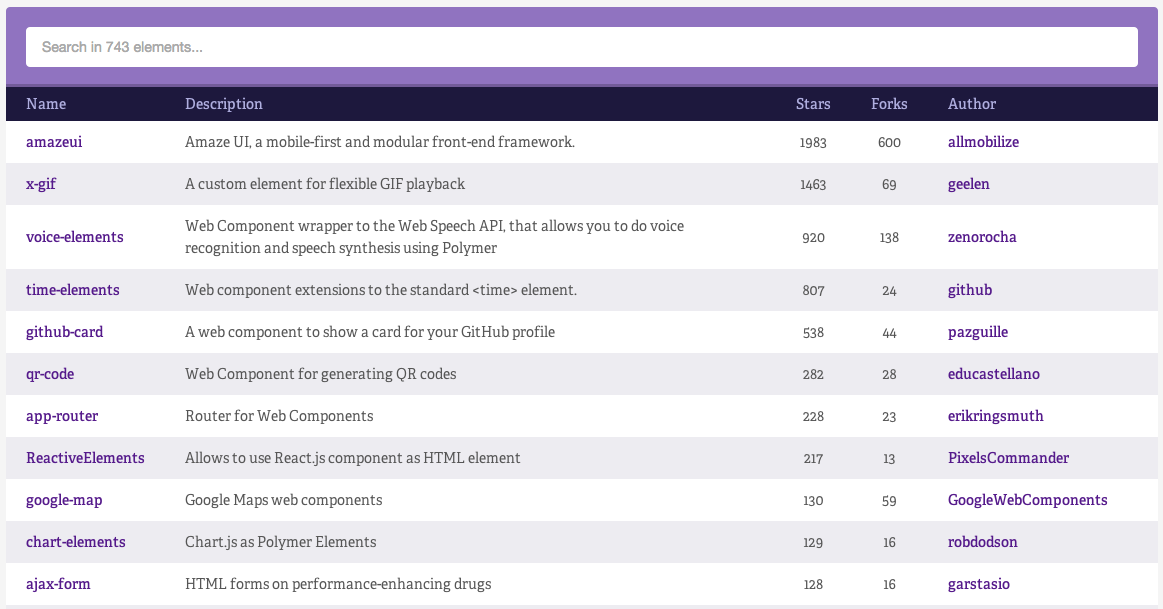 Search in 743 elements...
Name Description Stars Forks Author
amazeui Amaze UI, a mobile-first and modular front-end framework. 1983 600 allmobilize
x-gif A custom element for flexible GIF playback 1463 69 geelen
voice-elements Web Component wrapper to the Web Speech API, that allows you to do voice
recognition and speech synthesis using Polymer 920 138 zenorocha
time-elements Web component extensions to the standard <time> element. 807 24 github
github-card A web component to show a card for your GitHub profile 538 44 pazguille
qr-code Web Component for generating QR codes 282 28 educastellano
app-router Router for Web Components 228 23 erikringsmuth
ReactiveElements Allows to use React.js component as HTML element 217 13 PixelsCommander
google-map Google Maps web components 130 59 GoogleWebComponents
chart-elements Chart.js as Polymer Elements 129 16 robdodson
ajax-form HTML forms on performance-enhancing drugs 128 16 garstasio